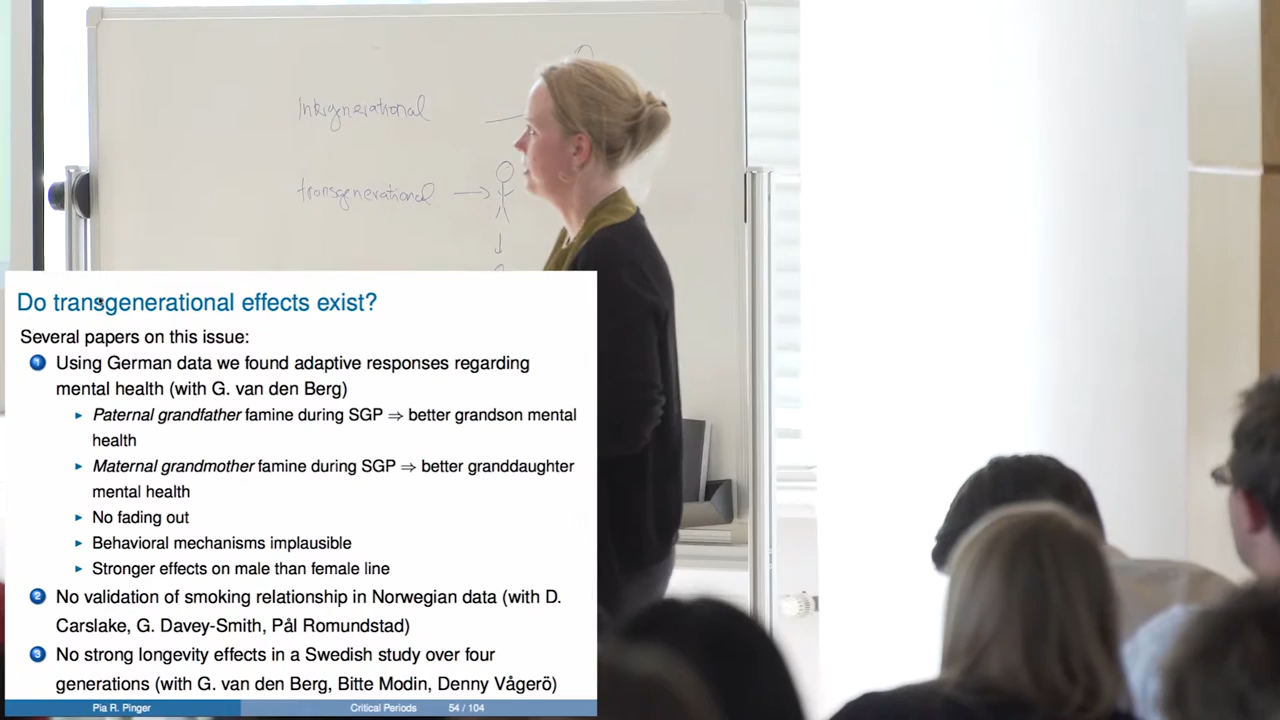 Intergenerational
transgenerational
Do transgenerational effects exist?
Several papers on this issue:
1 Using German data we found adaptive responses regarding
mental health (with G. van den Berg)
Paternal grandfather famine during SGP ⇒ better grandson mental
health
Maternal grandmother famine during SGP ⇒ better granddaughter
mental health
No fading out
Behavioral mechanisms implausible
Stronger effects on male than female line
2 No validation of smoking relationship in Norwegian data (with D.
Carslake, G. Davey-Smith, Pål Romundstad)
3 No strong longevity effects in a Swedish study over four
generations (with G. van den Berg, Bitte Modin, Denny Vågerö)
Pia R. Pinger Critical Periods 54 / 104